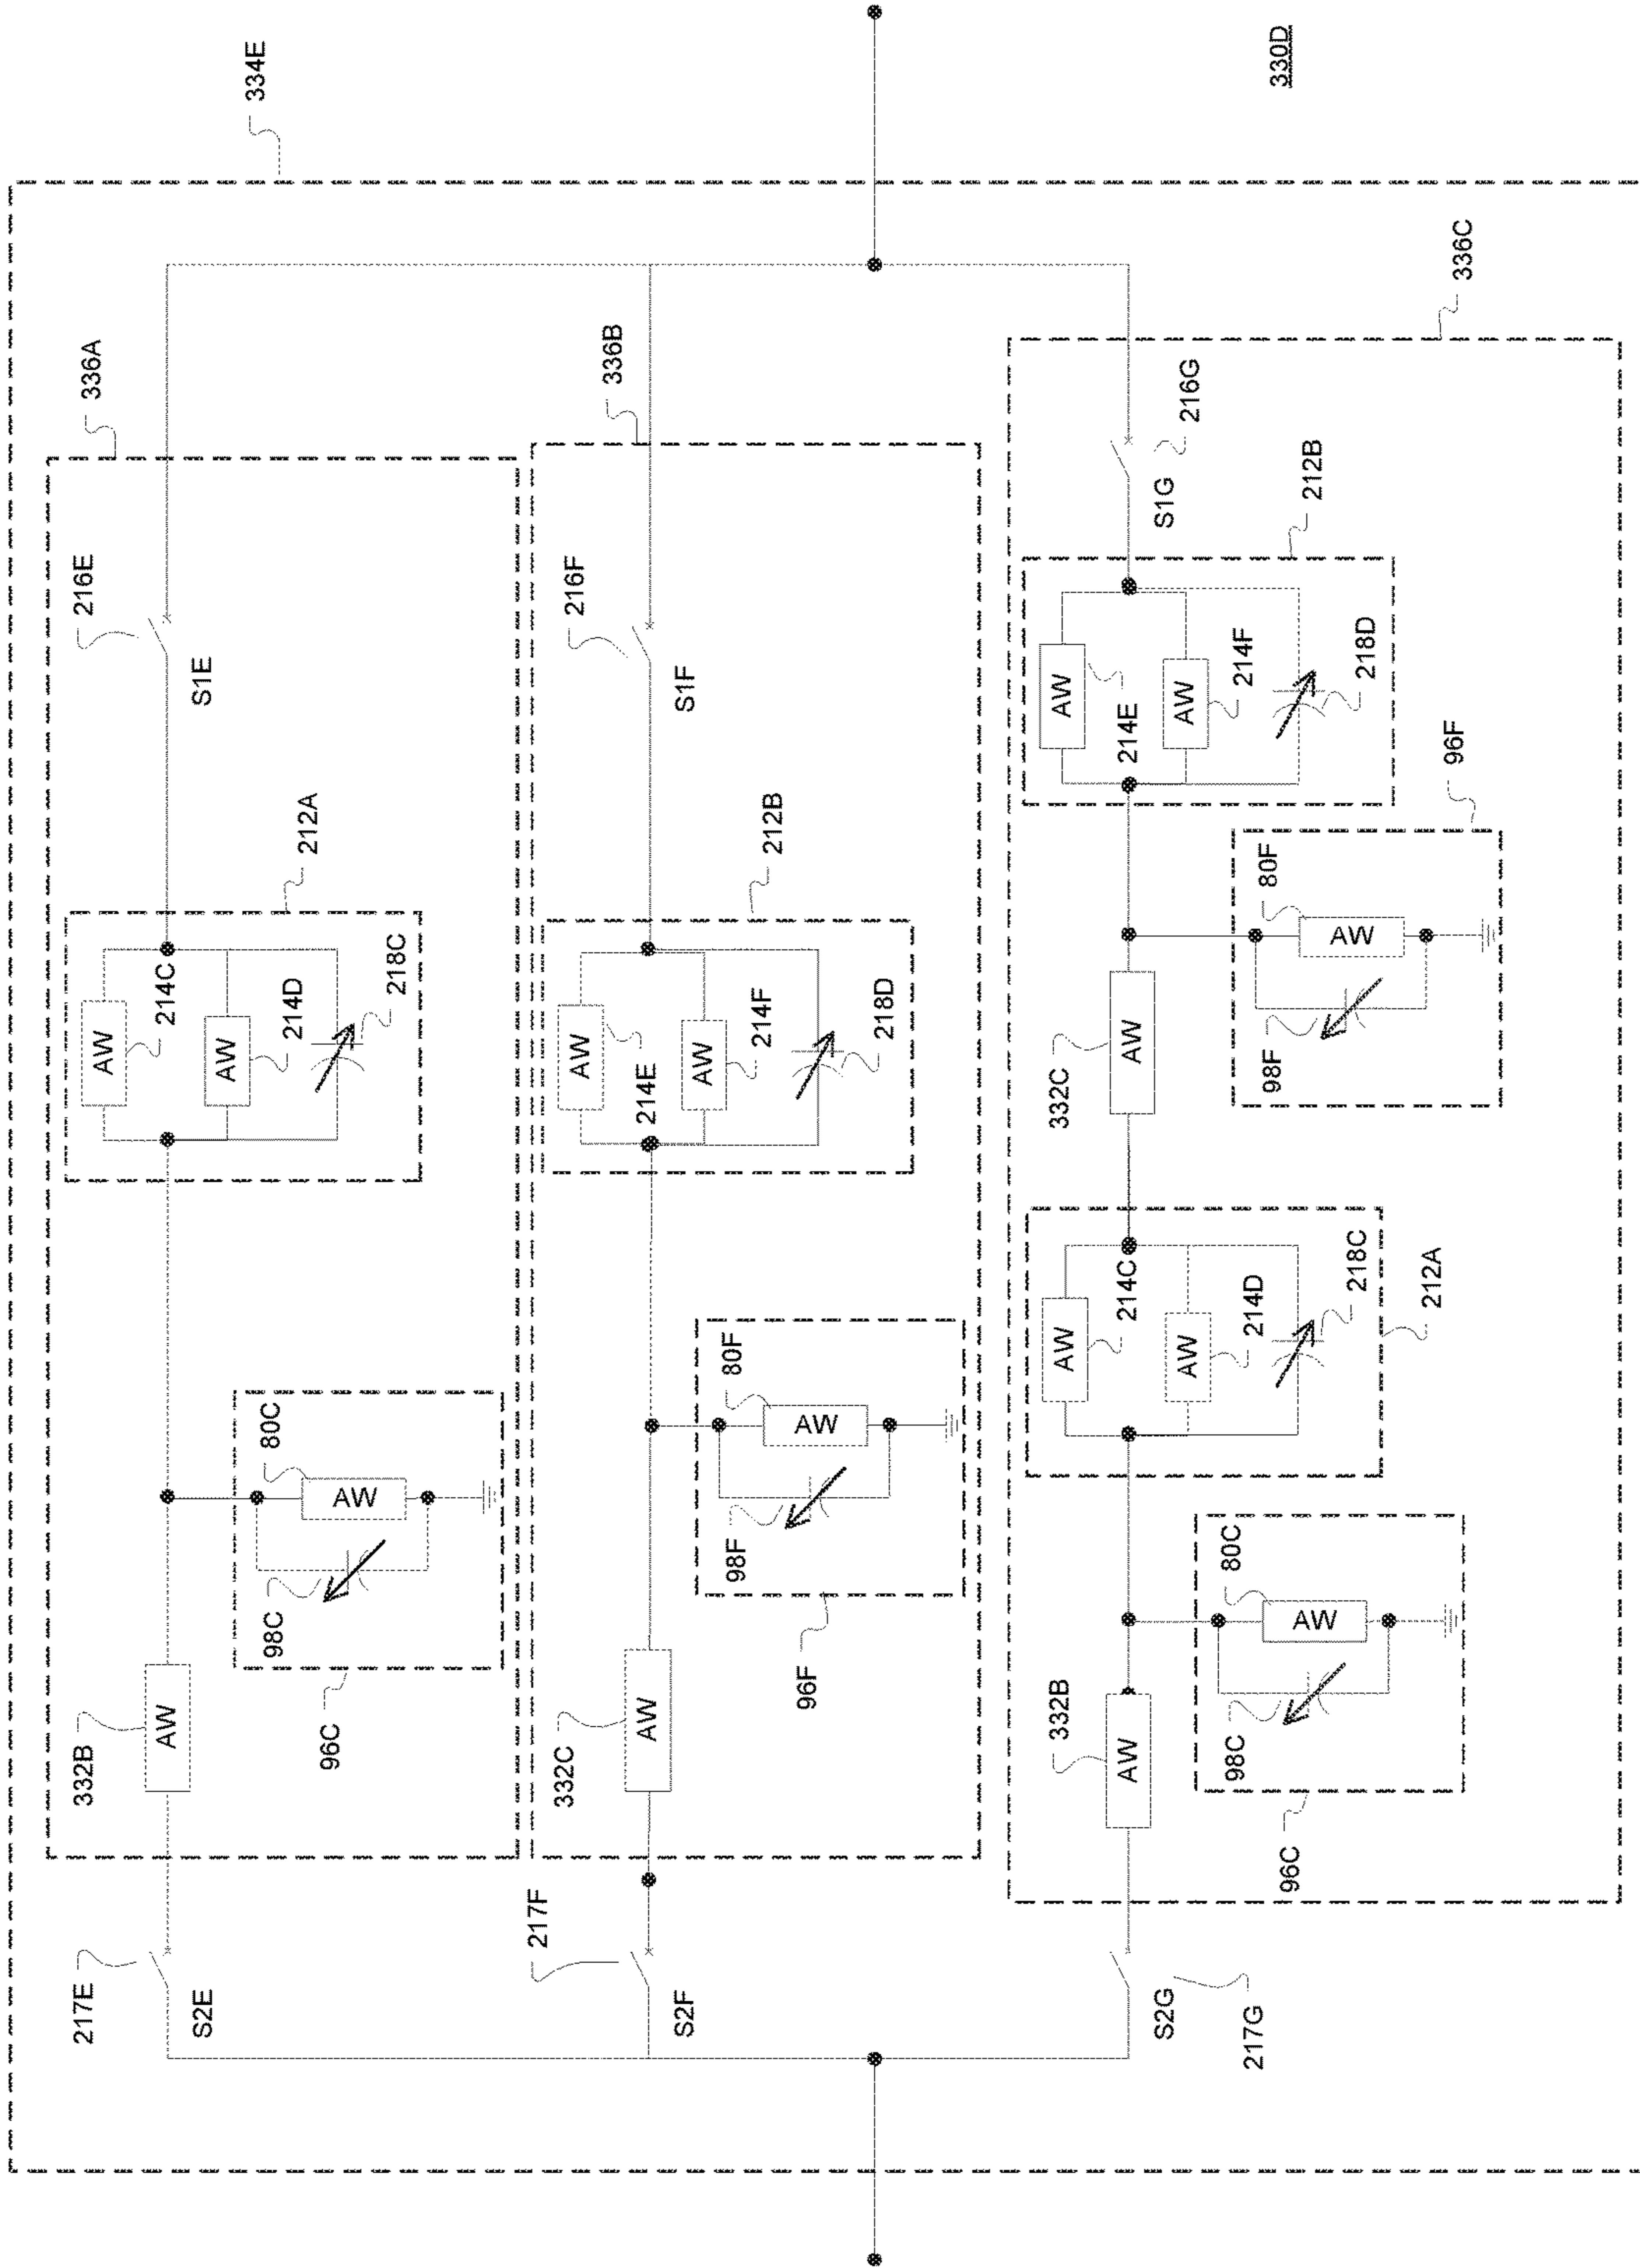 334E
330D
336A
216E
S1E
212A
AW
214C
AW
214D
218C
80C
AW
98C
96C
332B
AW
217E
S2E
336B
216F
S1F
212B
AW
214E
AW
214F
218D
80F
AW
98F
96F
332C
AW
217F
S2F
336C
216G
S1G
212B
AW
214E
AW
214F
218D
96F
80F
AW
98F
332C
AW
AW
214C
AW
214D
218C
212A
80C
AW
98C
96C
332B
AW
S2G
217G